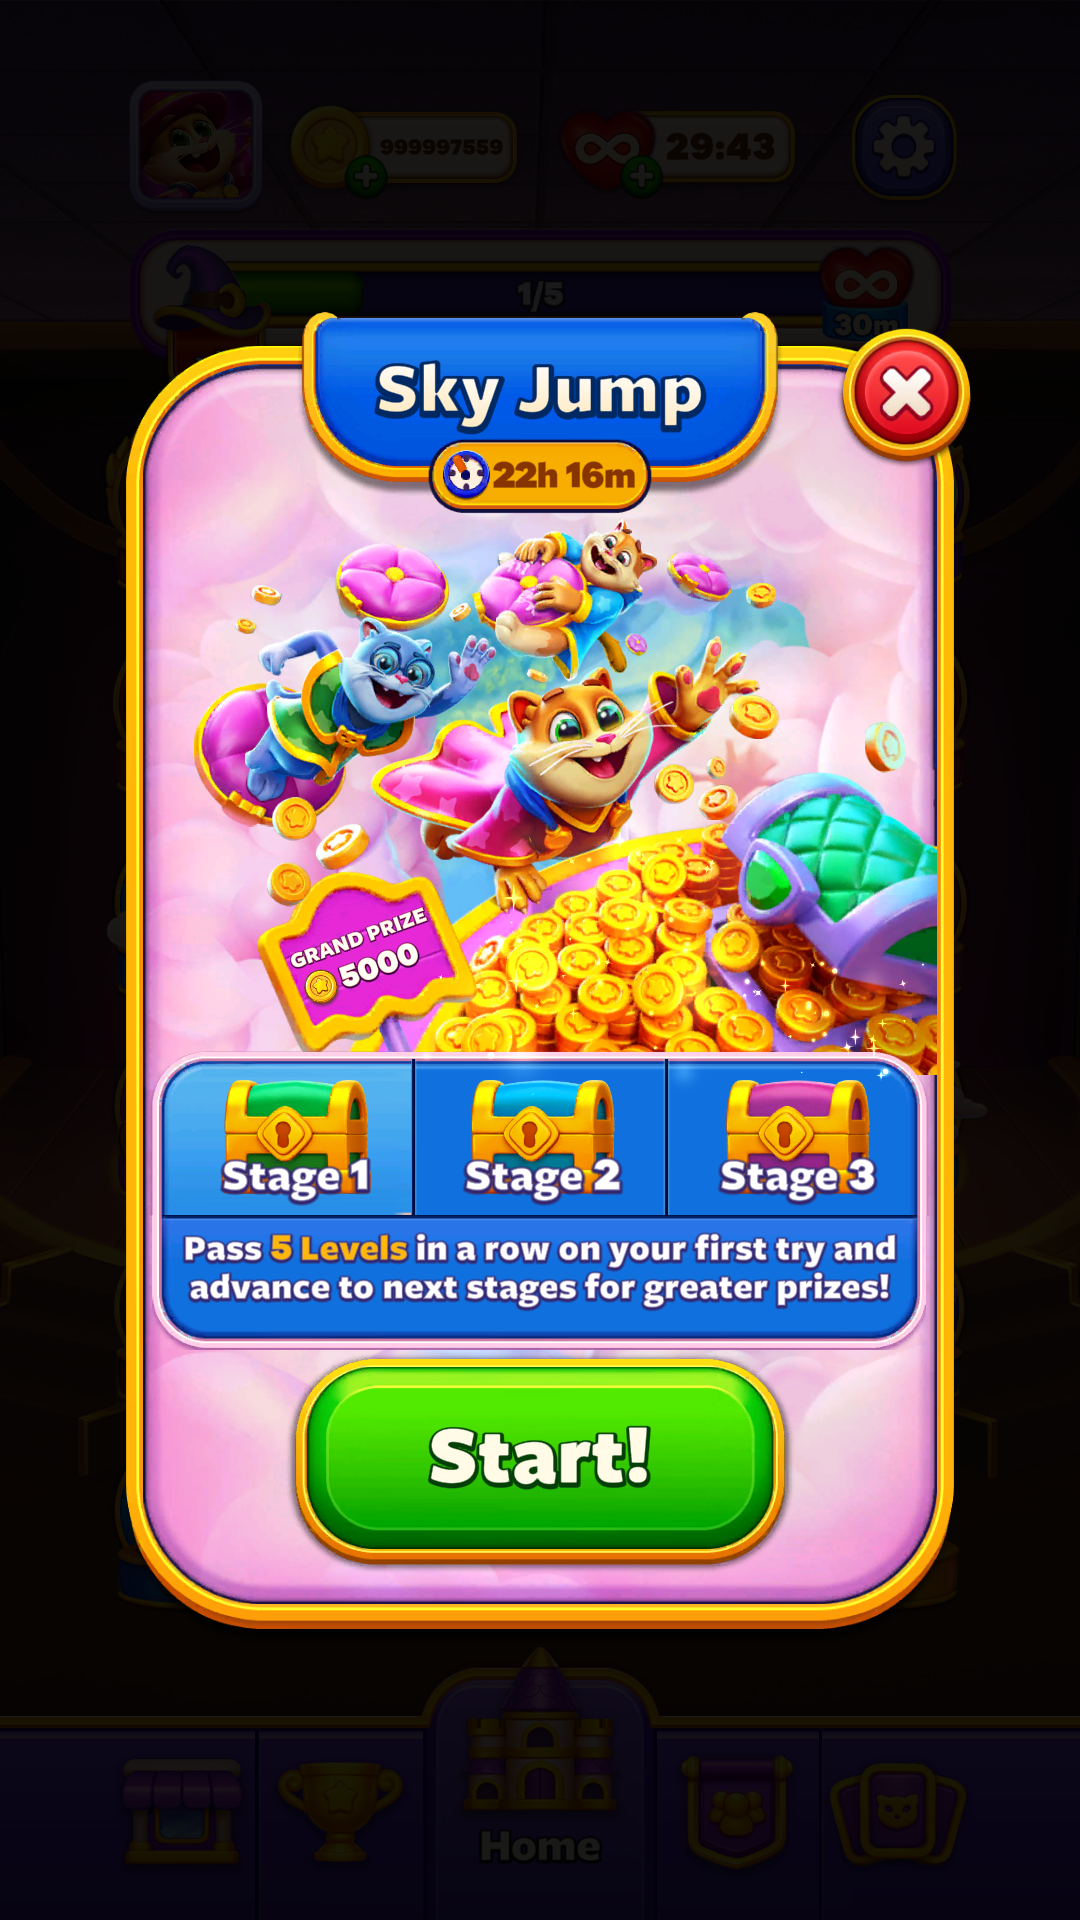 999997559
29:43
1/5
30m
Sky Jump
22h 16m
GRAND PRIZE
5000
Stage 1
Stage 2
Stage 3
Pass 5 Levels in a row on your first try and
advance to next stages for greater prizes!
Start!
Home